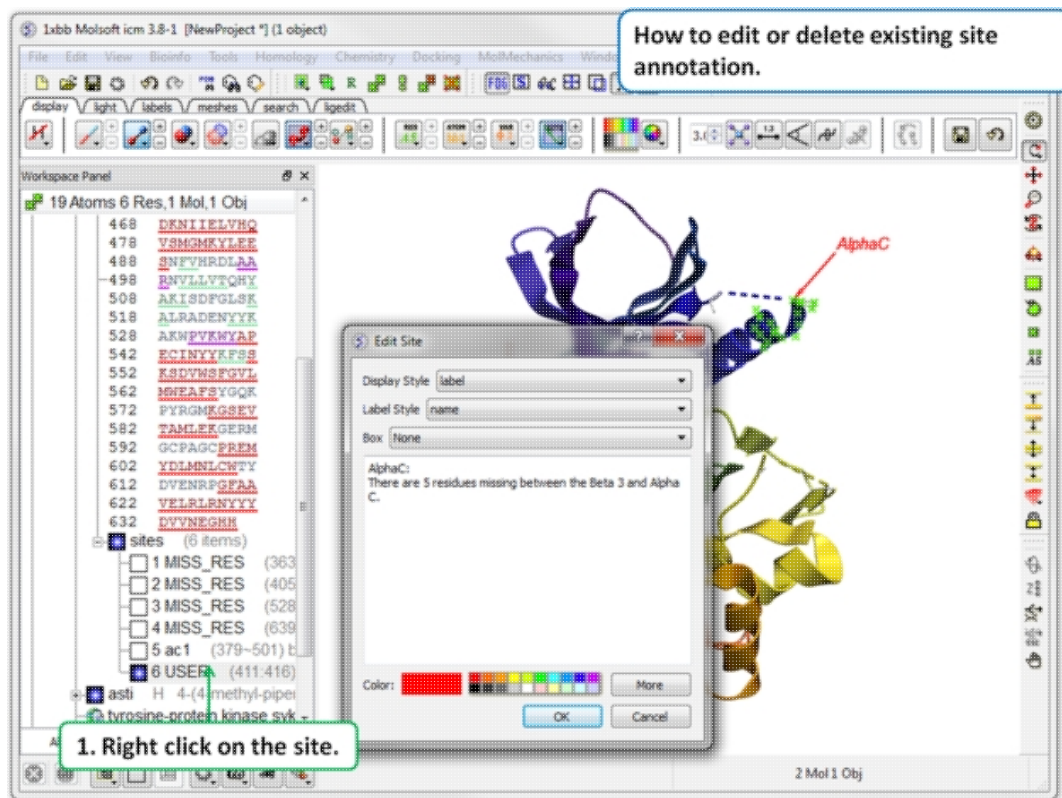 1xbb Molsoft icm 3.8-1 [NewProject *] (1 object)
How to edit or delete existing site
annotation.
File Edit View Bioinfo Tools Homology Chemistry Docking MolMechanics
display light labels meshes search ligedit
Workspace Panel
19 Atoms 6 Res,1 Mol,1 Obj
468 DKNIIELVHQ
478 VSMGMKYLEE
488 SNFVHRDLAA
498 RNVLLVTQHY
508 AKISDFGLSK
518 ALRADENYYK
528 AKWPVKWYAP
542 ECINYYKFSS
552 KSDVWSFGVL
562 MWEAFSYGQK
572 PYRGMKGSEV
582 TAMLEKGERM
592 GCPAGCPREM
602 YDLMNLCWTY
612 DVENRPGFAA
622 VELRLRNYYY
632 DVVNEGHH
sites (6 items)
1 MISS_RES (363
2 MISS_RES (405
3 MISS_RES (528
4 MISS_RES (639
5 ac1 (379~501) b
6 USER (411:416)
asti H 4-(4-methyl-piper
tyrosine-protein kinase syk
1. Right click on the site.
AlphaC
Edit Site
Display Style label
Label Style name
Box None
AlphaC:
There are 5 residues missing between the Beta 3 and Alpha
C.
Color: More
OK Cancel
AS
2 Mol 1 Obj